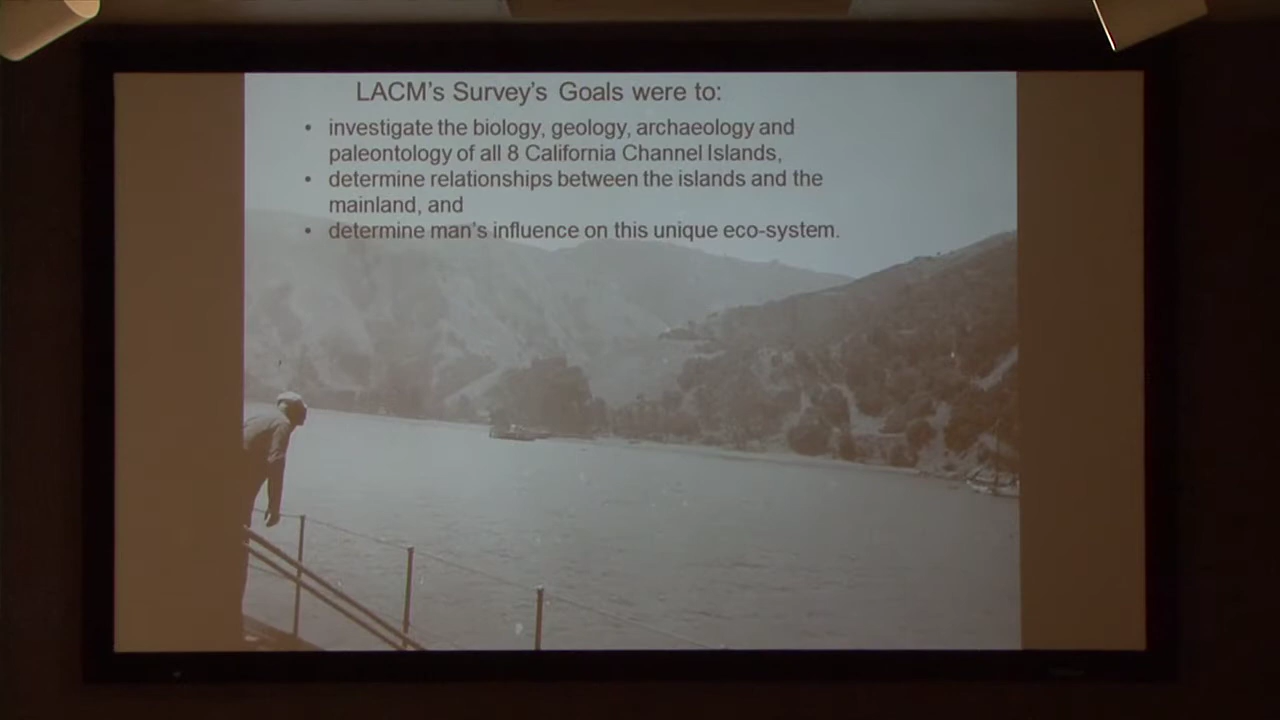 LACM's Survey's Goals were to:
• investigate the biology, geology, archaeology and
paleontology of all 8 California Channel Islands,
• determine relationships between the islands and the
mainland, and
• determine man's influence on this unique eco-system.